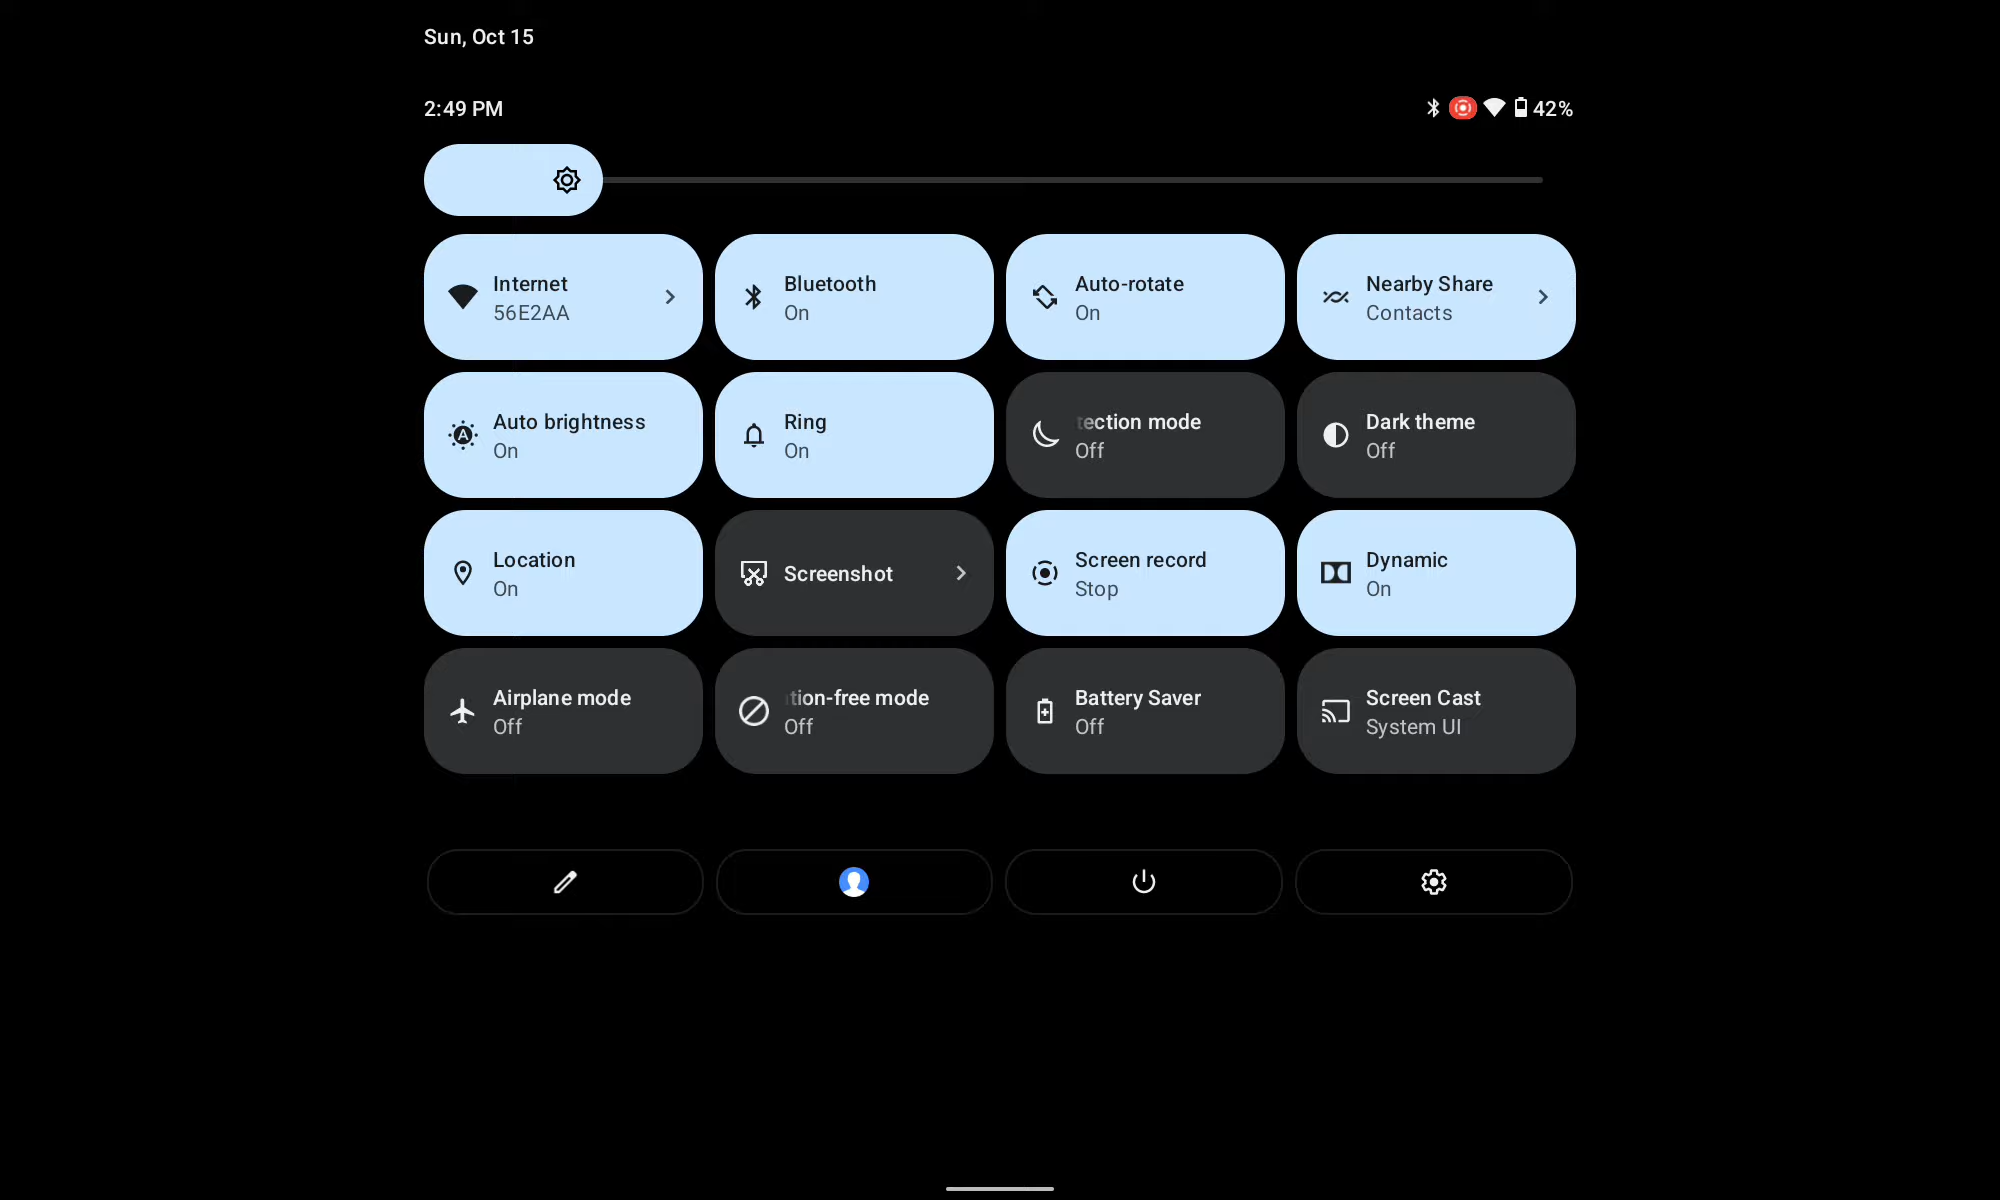 Sun, Oct 15
2:49 PM
42%
Internet
56E2AA
Bluetooth
On
Auto-rotate
On
Nearby Share
Contacts
Auto brightness
On
Ring
On
tection mode
Off
Dark theme
Off
Location
On
Screenshot
Screen record
Stop
Dynamic
On
Airplane mode
Off
tion-free mode
Off
Battery Saver
Off
Screen Cast
System UI